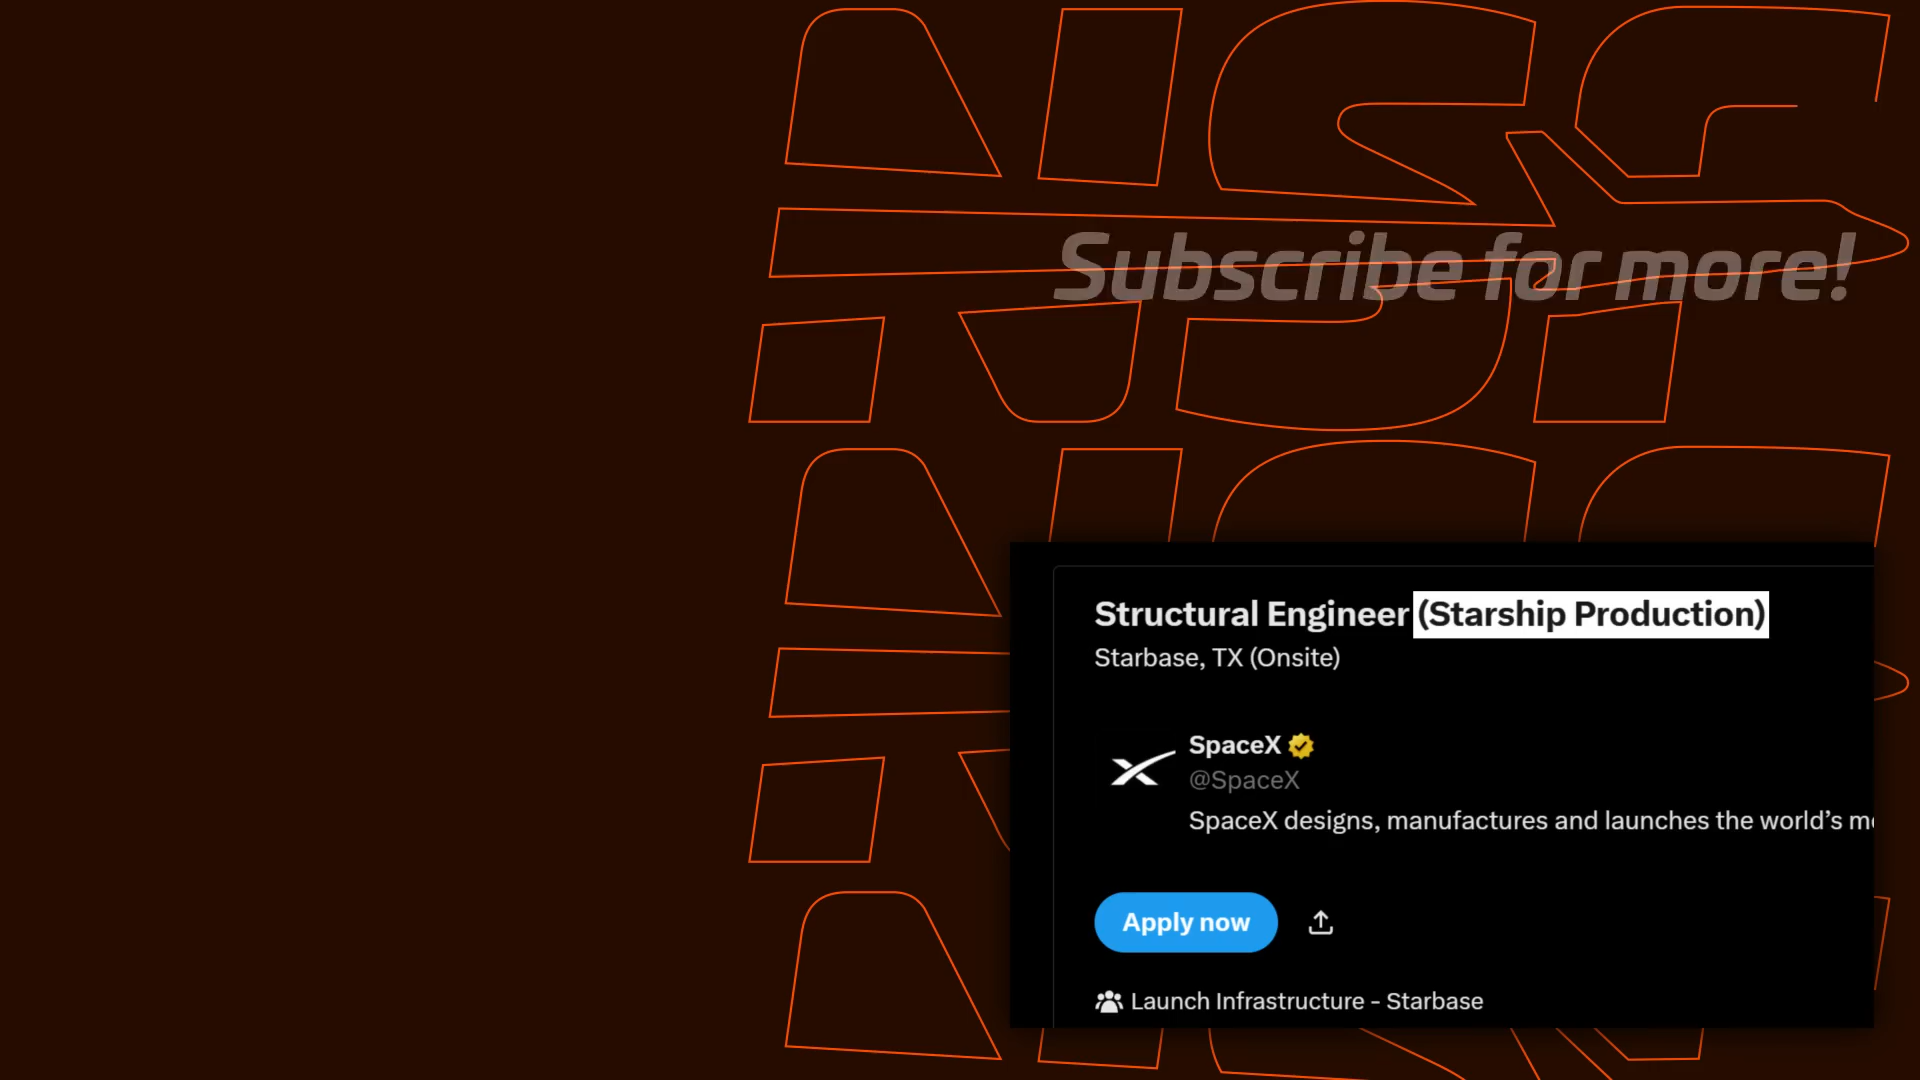 Subscribe for more!
Structural Engineer (Starship Production)
Starbase, TX (Onsite)
SpaceX
@SpaceX
SpaceX designs, manufactures and launches the world’s
Apply now
Launch Infrastructure - Starbase